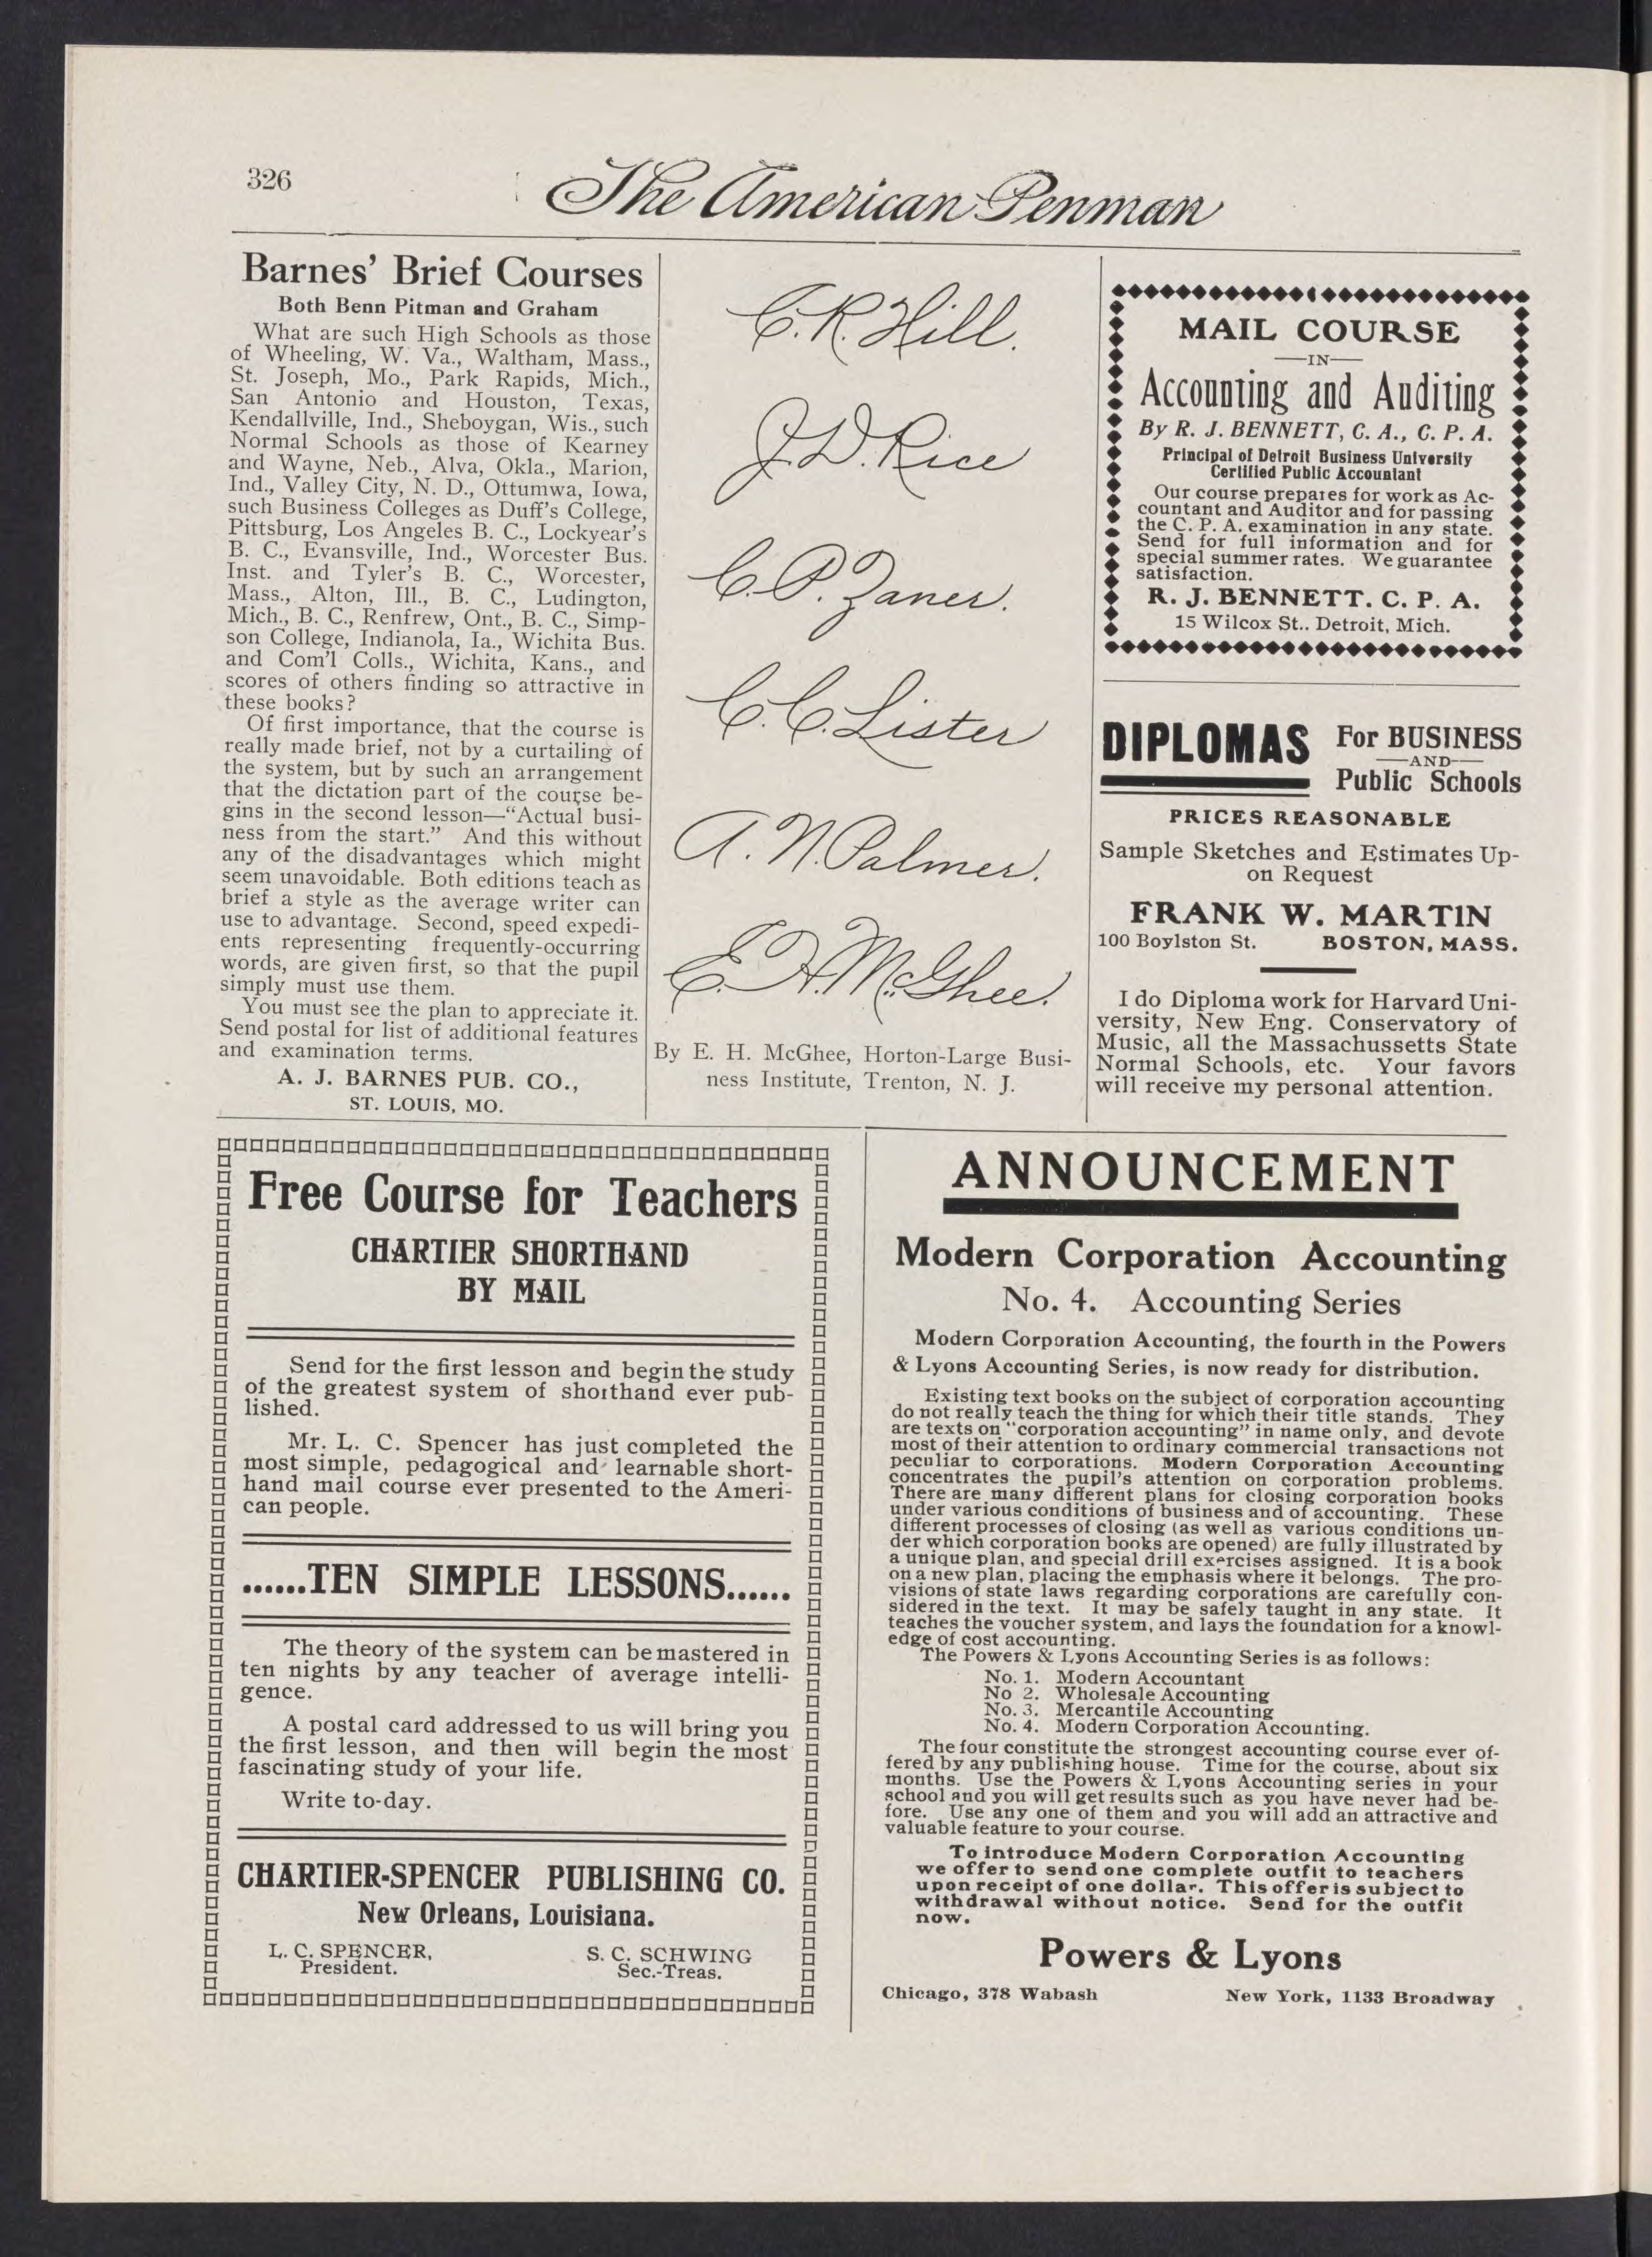 326
The American Penman
Barnes' Brief Courses
Both Benn Pitman and Graham
What are such High Schools as those
of Wheeling, W. Va., Waltham, Mass.,
St. Joseph, Mo., Park Rapids, Mich.,
San Antonio and Houston, Texas,
Kendallville, Ind., Sheboygan, Wis., such
Normal Schools as those of Kearney
and Wayne, Neb., Alva, Okla., Marion,
Ind., Valley City, N. D., Ottumwa, Iowa,
such Business Colleges as Duff's College,
Pittsburg, Los Angeles B. C., Lockyear's
B. C., Evansville, Ind., Worcester Bus.
Inst. and Tyler's B. C., Worcester,
Mass., Alton, Ill., B. C., Ludington,
Mich., B. C., Renfrew, Ont., B. C., Simp-
son College, Indianola, Ia., Wichita Bus.
and Com'l Colls., Wichita, Kans., and
scores of others finding so attractive in
these books?
Of first importance, that the course is
really made brief, not by a curtailing of
the system, but by such an arrangement
that the dictation part of the course be-
gins in the second lesson—"Actual busi-
ness from the start." And this without
any of the disadvantages which might
seem unavoidable. Both editions teach as
brief a style as the average writer can
use to advantage. Second, speed expedi-
ents representing frequently-occurring
words, are given first, so that the pupil
simply must use them.
You must see the plan to appreciate it.
Send postal for list of additional features
and examination terms.
A. J. BARNES PUB. CO.,
ST. LOUIS, MO.
C. R. Hill.
J. D. Rice
C. P. Zaner.
C. C. Lister
A. N. Palmer.
E. H. McGhee.
By E. H. McGhee, Horton-Large Busi-
ness Institute, Trenton, N. J.
MAIL COURSE
—IN—
Accounting and Auditing
By R. J. BENNETT, C. A., C. P. A.
Principal of Detroit Business University
Certified Public Accountant
Our course prepares for work as Ac-
countant and Auditor and for passing
the C. P. A. examination in any state.
Send for full information and for
special summer rates. We guarantee
satisfaction.
R. J. BENNETT. C. P. A.
15 Wilcox St.. Detroit, Mich.
DIPLOMAS For BUSINESS
—AND—
Public Schools
PRICES REASONABLE
Sample Sketches and Estimates Up-
on Request
FRANK W. MARTIN
100 Boylston St. BOSTON, MASS.
I do Diploma work for Harvard Uni-
versity, New Eng. Conservatory of
Music, all the Massachussetts State
Normal Schools, etc. Your favors
will receive my personal attention.
Free Course for Teachers
CHARTIER SHORTHAND
BY MAIL
Send for the first lesson and begin the study
of the greatest system of shorthand ever pub-
lished.
Mr. L. C. Spencer has just completed the
most simple, pedagogical and learnable short-
hand mail course ever presented to the Ameri-
can people.
......TEN SIMPLE LESSONS......
The theory of the system can be mastered in
ten nights by any teacher of average intelli-
gence.
A postal card addressed to us will bring you
the first lesson, and then will begin the most
fascinating study of your life.
Write to-day.
CHARTIER-SPENCER PUBLISHING CO.
New Orleans, Louisiana.
L. C. SPENCER, S. C. SCHWING
President. Sec.-Treas.
ANNOUNCEMENT
Modern Corporation Accounting
No. 4. Accounting Series
Modern Corporation Accounting, the fourth in the Powers
& Lyons Accounting Series, is now ready for distribution.
Existing text books on the subject of corporation accounting
do not really teach the thing for which their title stands. They
are texts on "corporation accounting" in name only, and devote
most of their attention to ordinary commercial transactions not
peculiar to corporations. Modern Corporation Accounting
concentrates the pupil's attention on corporation problems.
There are many different plans for closing corporation books
under various conditions of business and of accounting. These
different processes of closing (as well as various conditions un-
der which corporation books are opened) are fully illustrated by
a unique plan, and special drill exercises assigned. It is a book
on a new plan, placing the emphasis where it belongs. The pro-
visions of state laws regarding corporations are carefully con-
sidered in the text. It may be safely taught in any state. It
teaches the voucher system, and lays the foundation for a knowl-
edge of cost accounting.
The Powers & Lyons Accounting Series is as follows:
No. 1. Modern Accountant
No 2. Wholesale Accounting
No. 3. Mercantile Accounting
No. 4. Modern Corporation Accounting.
The four constitute the strongest accounting course ever of-
fered by any publishing house. Time for the course, about six
months. Use the Powers & Lyons Accounting series in your
school and you will get results such as you have never had be-
fore. Use any one of them and you will add an attractive and
valuable feature to your course.
To introduce Modern Corporation Accounting
we offer to send one complete outfit to teachers
upon receipt of one dollar. This offer is subject to
withdrawal without notice. Send for the outfit
now.
Powers & Lyons
Chicago, 378 Wabash New York, 1133 Broadway